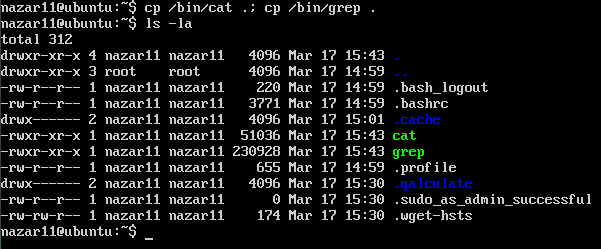 nazar11@ubuntu:~$ cp /bin/cat .; cp /bin/grep .
nazar11@ubuntu:~$ ls -la
total 312
drwxr-xr-x 4 nazar11 nazar11   4096 Mar 17 15:43 .
drwxr-xr-x 3 root    root      4096 Mar 17 14:59 ..
-rw-r--r-- 1 nazar11 nazar11    220 Mar 17 14:59 .bash_logout
-rw-r--r-- 1 nazar11 nazar11   3771 Mar 17 14:59 .bashrc
drwx------ 2 nazar11 nazar11   4096 Mar 17 15:01 .cache
-rwxr-xr-x 1 nazar11 nazar11  51036 Mar 17 15:43 cat
-rwxr-xr-x 1 nazar11 nazar11 230928 Mar 17 15:43 grep
-rw-r--r-- 1 nazar11 nazar11    655 Mar 17 14:59 .profile
drwx------ 2 nazar11 nazar11   4096 Mar 17 15:30 .qalculate
-rw-r--r-- 1 nazar11 nazar11      0 Mar 17 15:30 .sudo_as_admin_successful
-rw-rw-r-- 1 nazar11 nazar11    174 Mar 17 15:30 .wget-hsts
nazar11@ubuntu:~$ _